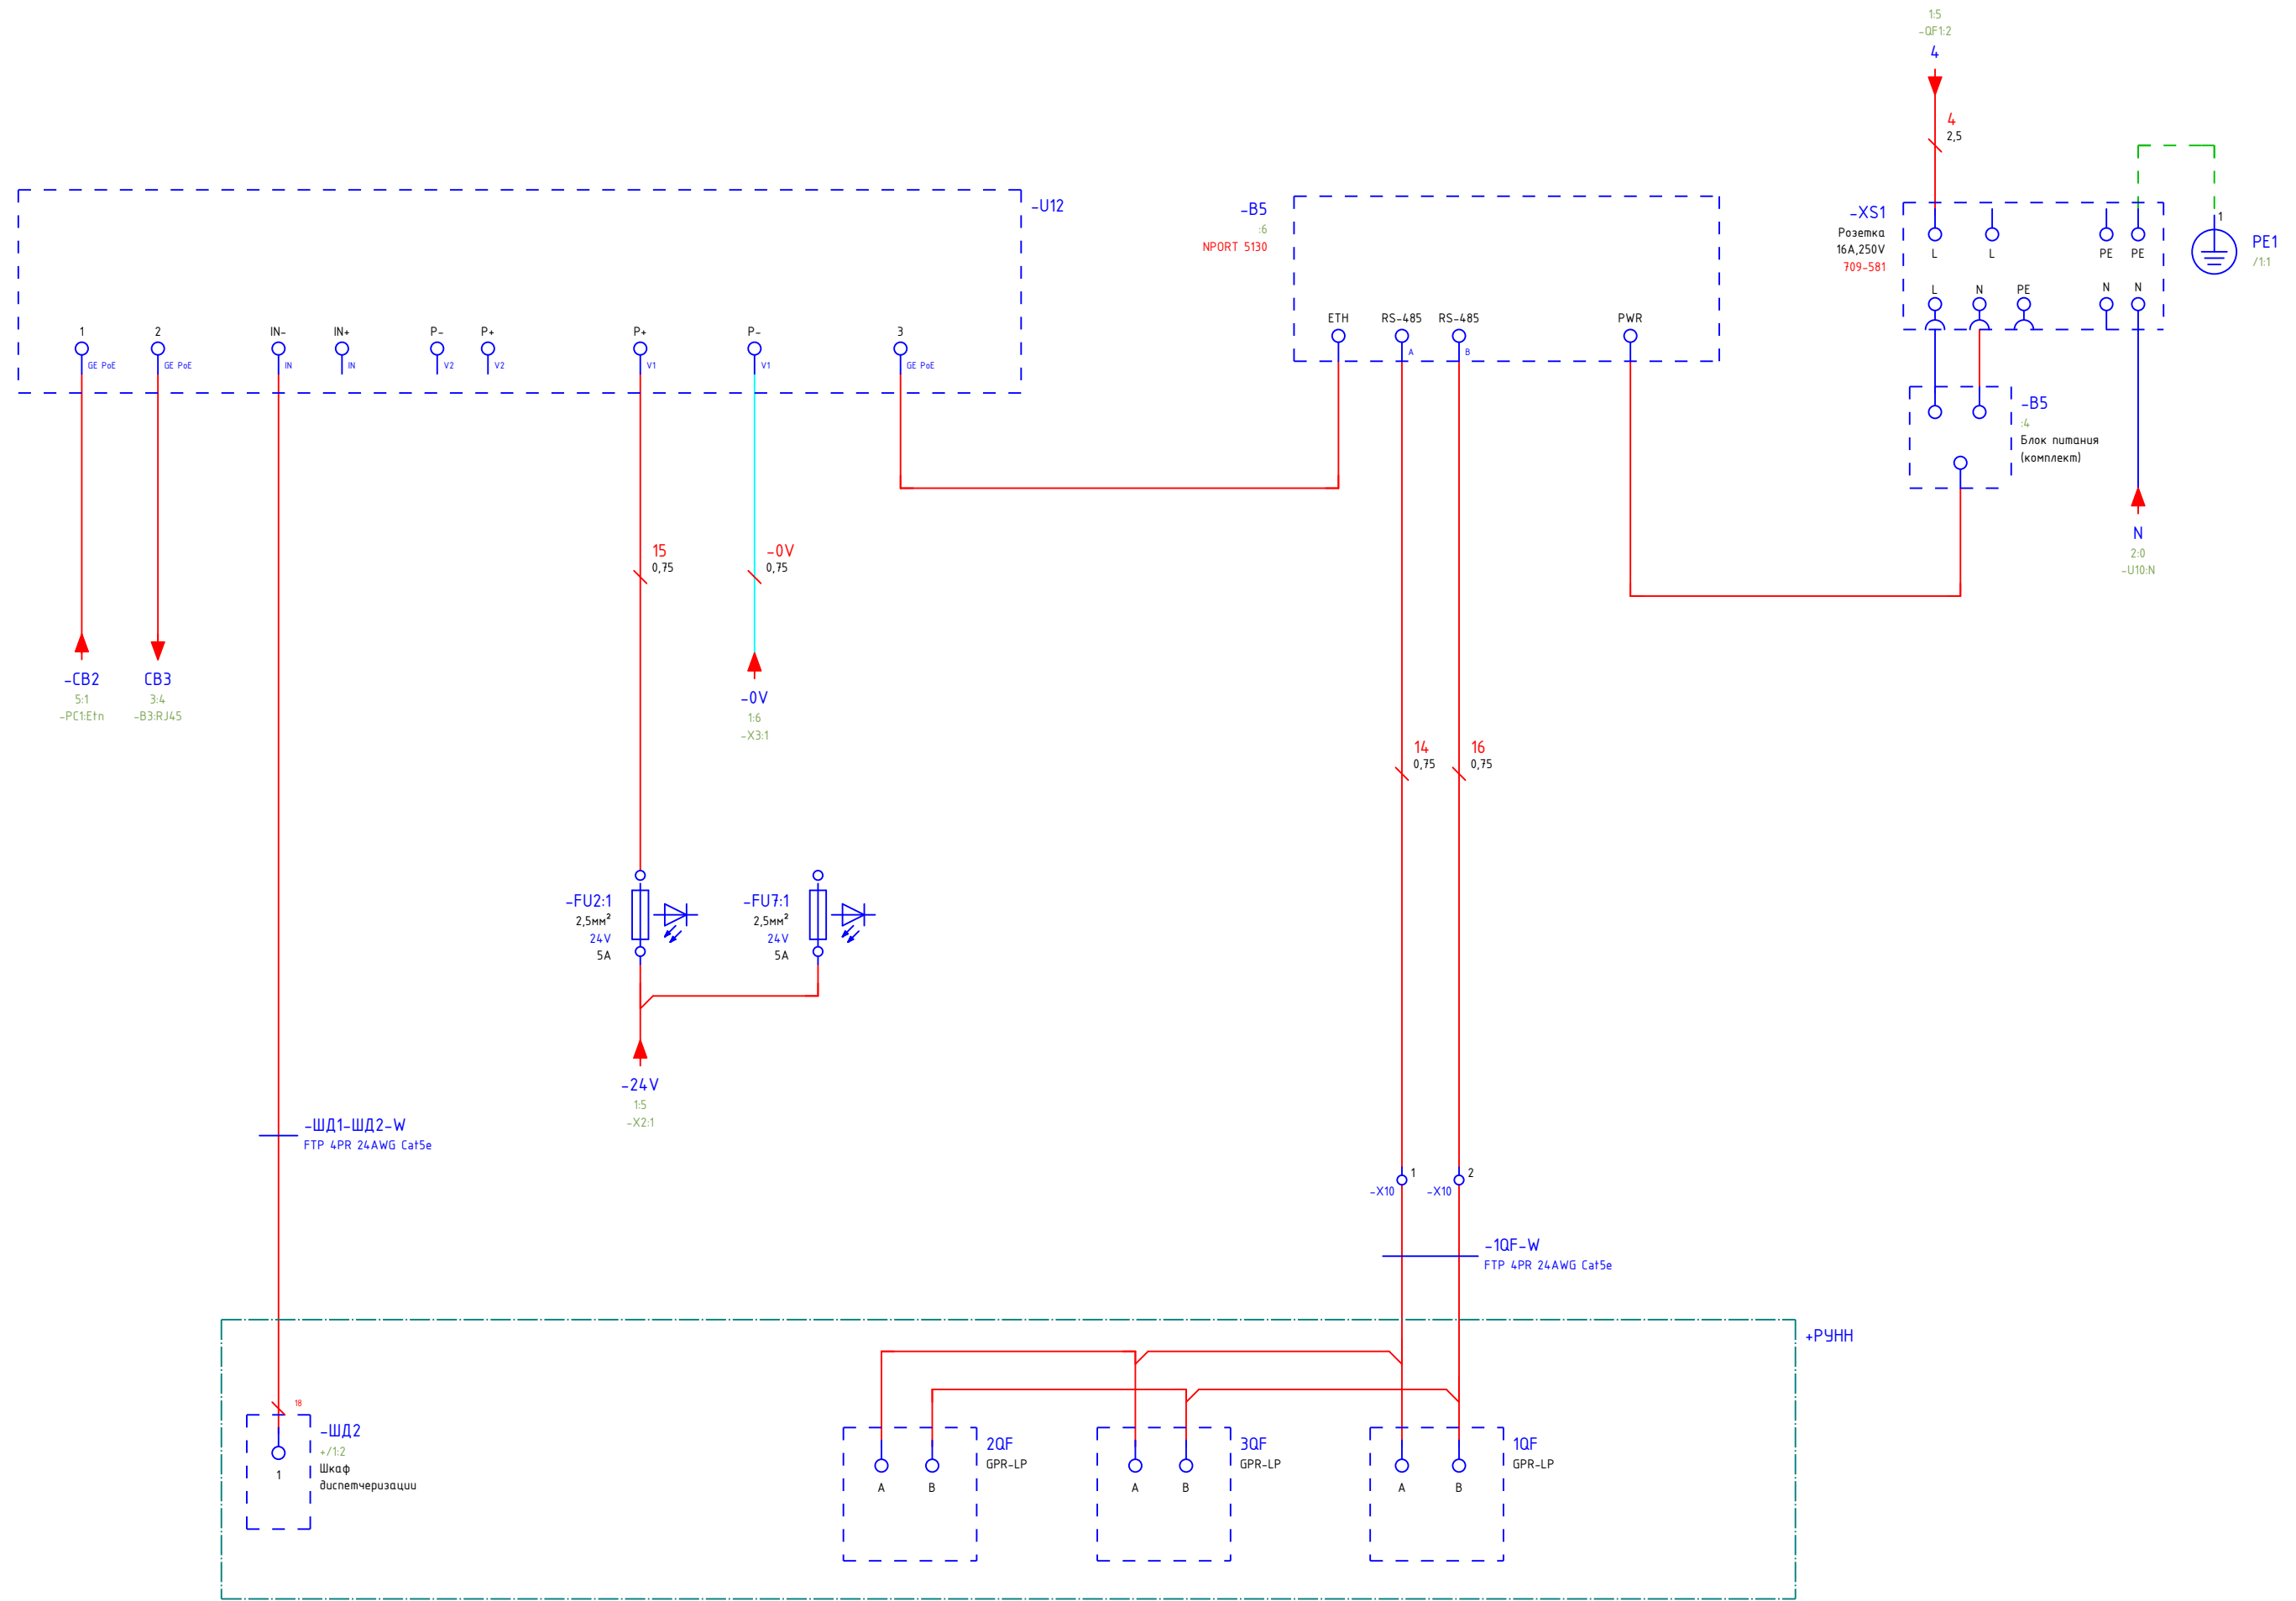 1:5
-QF1:2
4
4
2,5
-U12
1
GE PoE
2
GE PoE
IN-
IN
IN+
IN
P-
V2
P+
V2
P+
V1
P-
V1
3
GE PoE
-B5
:6
NPORT 5130
ETH
RS-485
A
RS-485
B
PWR
-XS1
Розетка
16A,250V
709-581
L
L
PE
PE
L
N
PE
N
N
1
PE1
/1:1
-B5
:4
Блок питания
(комплект)
N
2:0
-U10:N
15
0,75
-0V
0,75
-CB2
5:1
-PC1:Etn
CB3
3:4
-B3:RJ45
-0V
1:6
-X3:1
14
0,75
16
0,75
-FU2:1
2,5мм²
24V
5A
-FU7:1
2,5мм²
24V
5A
-24V
1:5
-X2:1
-ШД1-ШД2-W
FTP 4PR 24AWG Cat5e
1
-X10
2
-X10
-1QF-W
FTP 4PR 24AWG Cat5e
+РУНН
18
-ШД2
+/1:2
Шкаф
диспетчеризации
1
2QF
GPR-LP
A
B
3QF
GPR-LP
A
B
1QF
GPR-LP
A
B